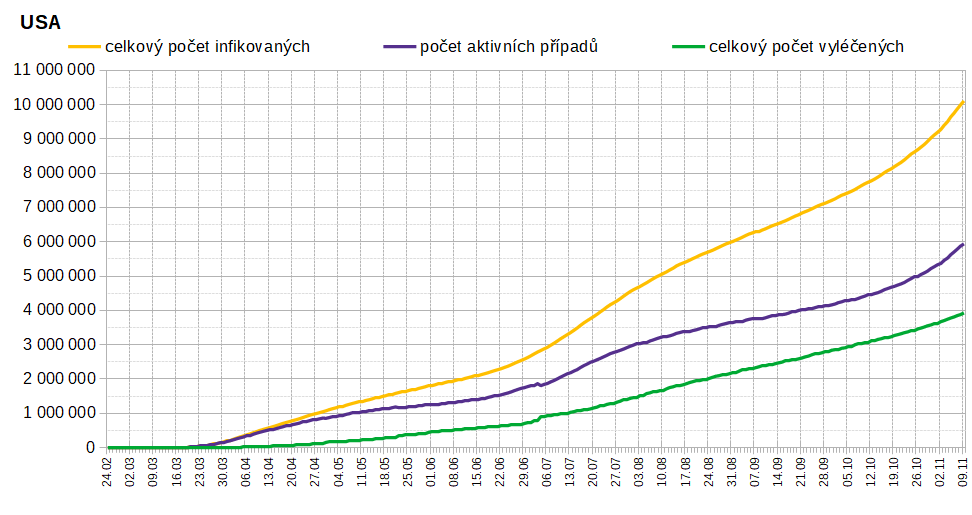 USA
celkový počet infikovaných počet aktivních případů celkový počet vyléčených
11 000 000
10 000 000
9 000 000
8 000 000
7 000 000
6 000 000
5 000 000
4 000 000
3 000 000
2 000 000
1 000 000
0
24.02 02.03 09.03 16.03 23.03 30.03 06.04 13.04 20.04 27.04 04.05 11.05 18.05 25.05 01.06 08.06 15.06 22.06 29.06 06.07 13.07 20.07 27.07 03.08 10.08 17.08 24.08 31.08 07.09 14.09 21.09 28.09 05.10 12.10 19.10 26.10 02.11 09.11